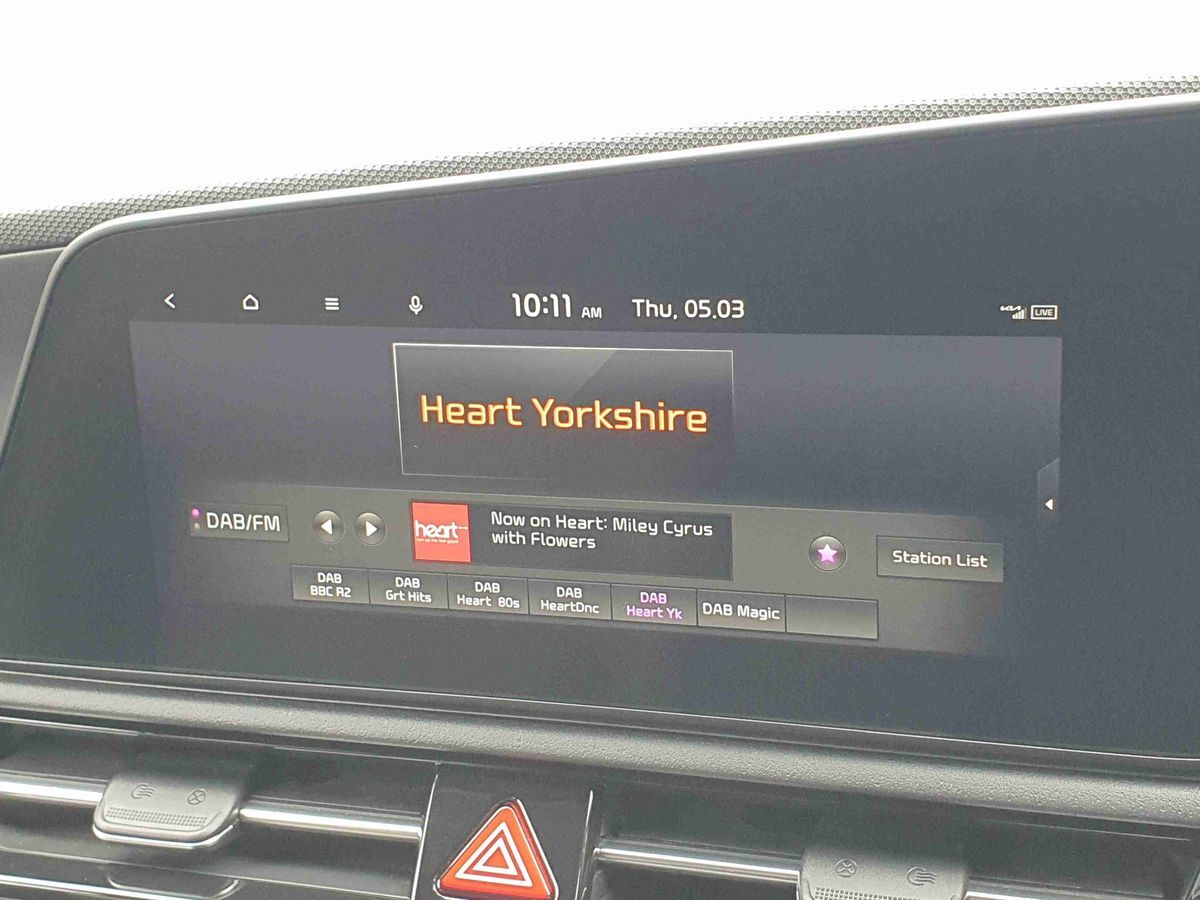 10:11 AM Thu, 05.03
LIVE
Heart Yorkshire
DAB/FM
heart
Now on Heart: Miley Cyrus
with Flowers
Station List
DAB
BBC R2
DAB
Grt Hits
DAB
Heart 80s
DAB
HeartDnc
DAB
Heart Yk
DAB Magic